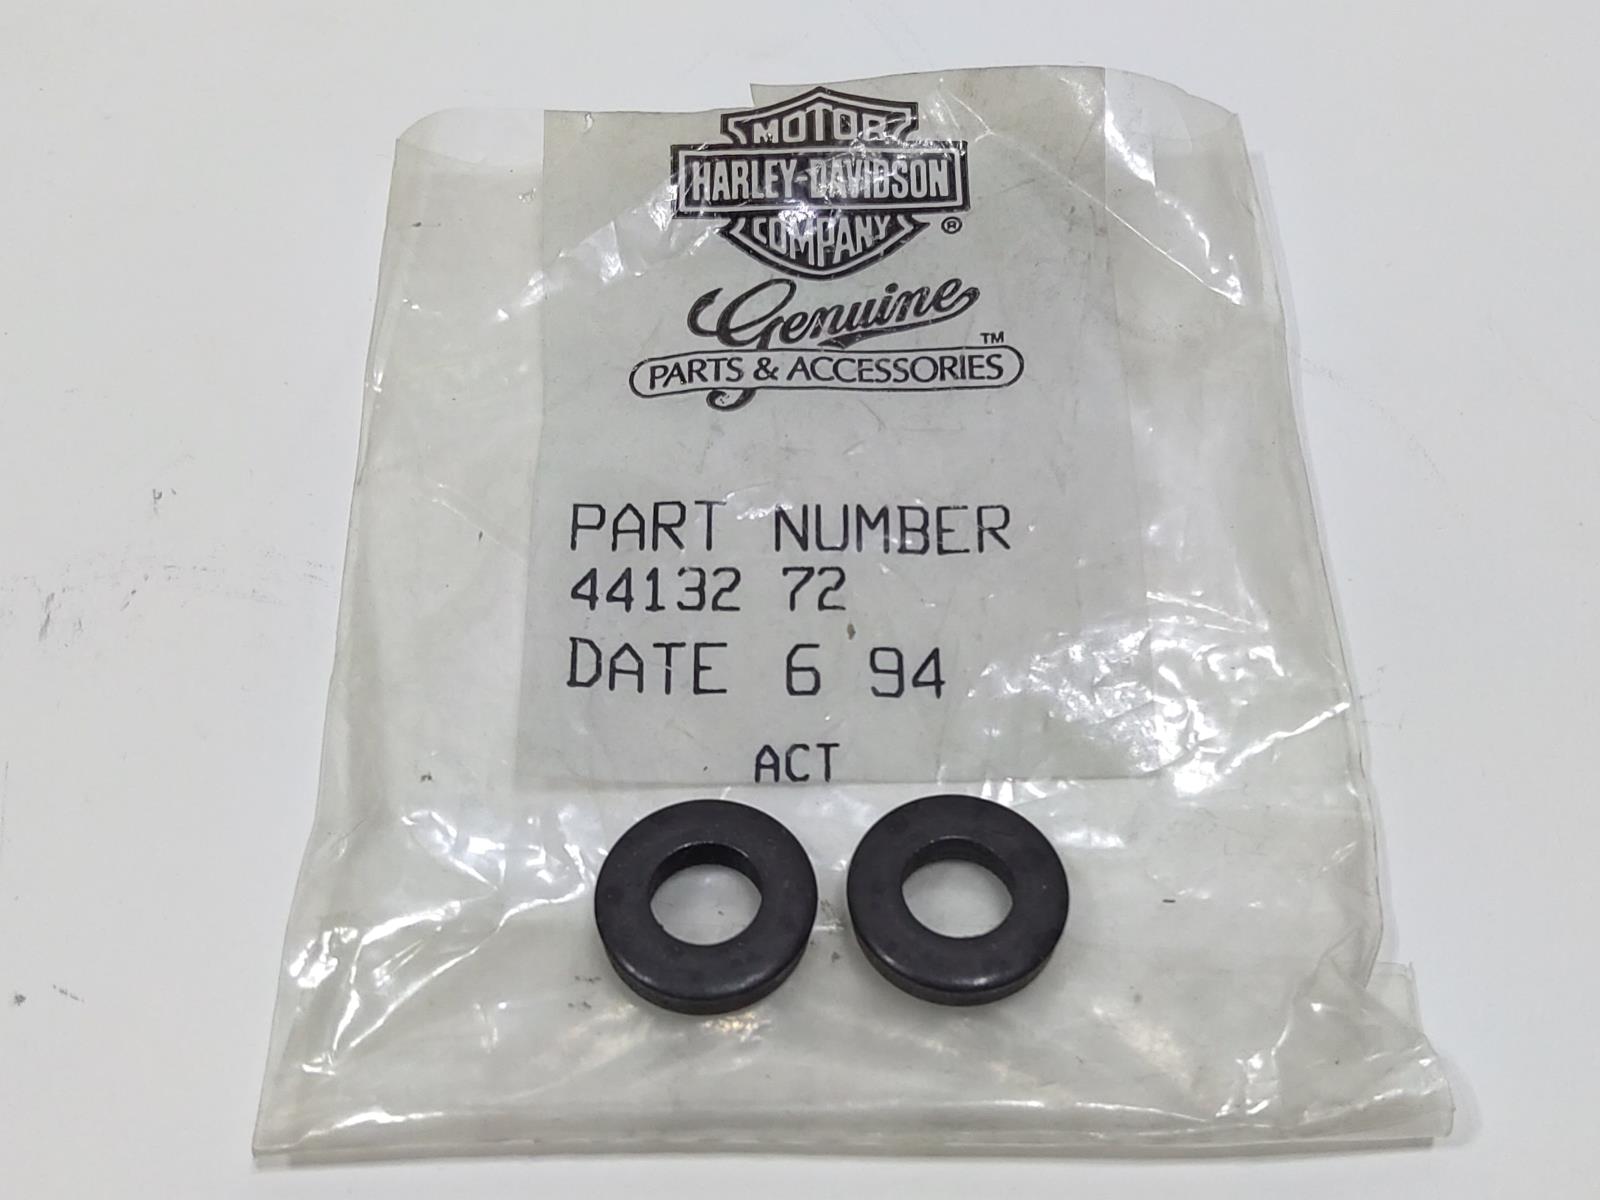 MOTOR
HARLEY-DAVIDSON
COMPANY ®
Genuine
TM
PARTS & ACCESSORIES
PART NUMBER
44132 72
DATE 6 94
ACT